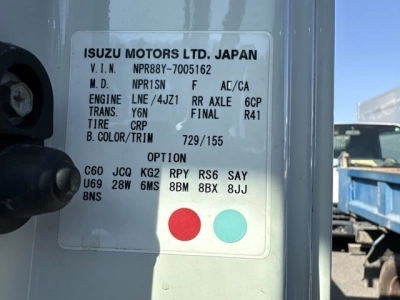 ISUZU MOTORS LTD. JAPAN
V.I.N. NPR88Y-7005162
M.D. NPR1SN F AC/CA
ENGINE LNE/4JZ1 RR AXLE 6CP
TRANS. Y6N FINAL R41
TIRE CRP
B.COLOR/TRIM 729/155
OPTION
C60 JCQ KG2 RPY RS6 SAY
U69 28W 6MS 8BM 8BX 8JJ
8NS